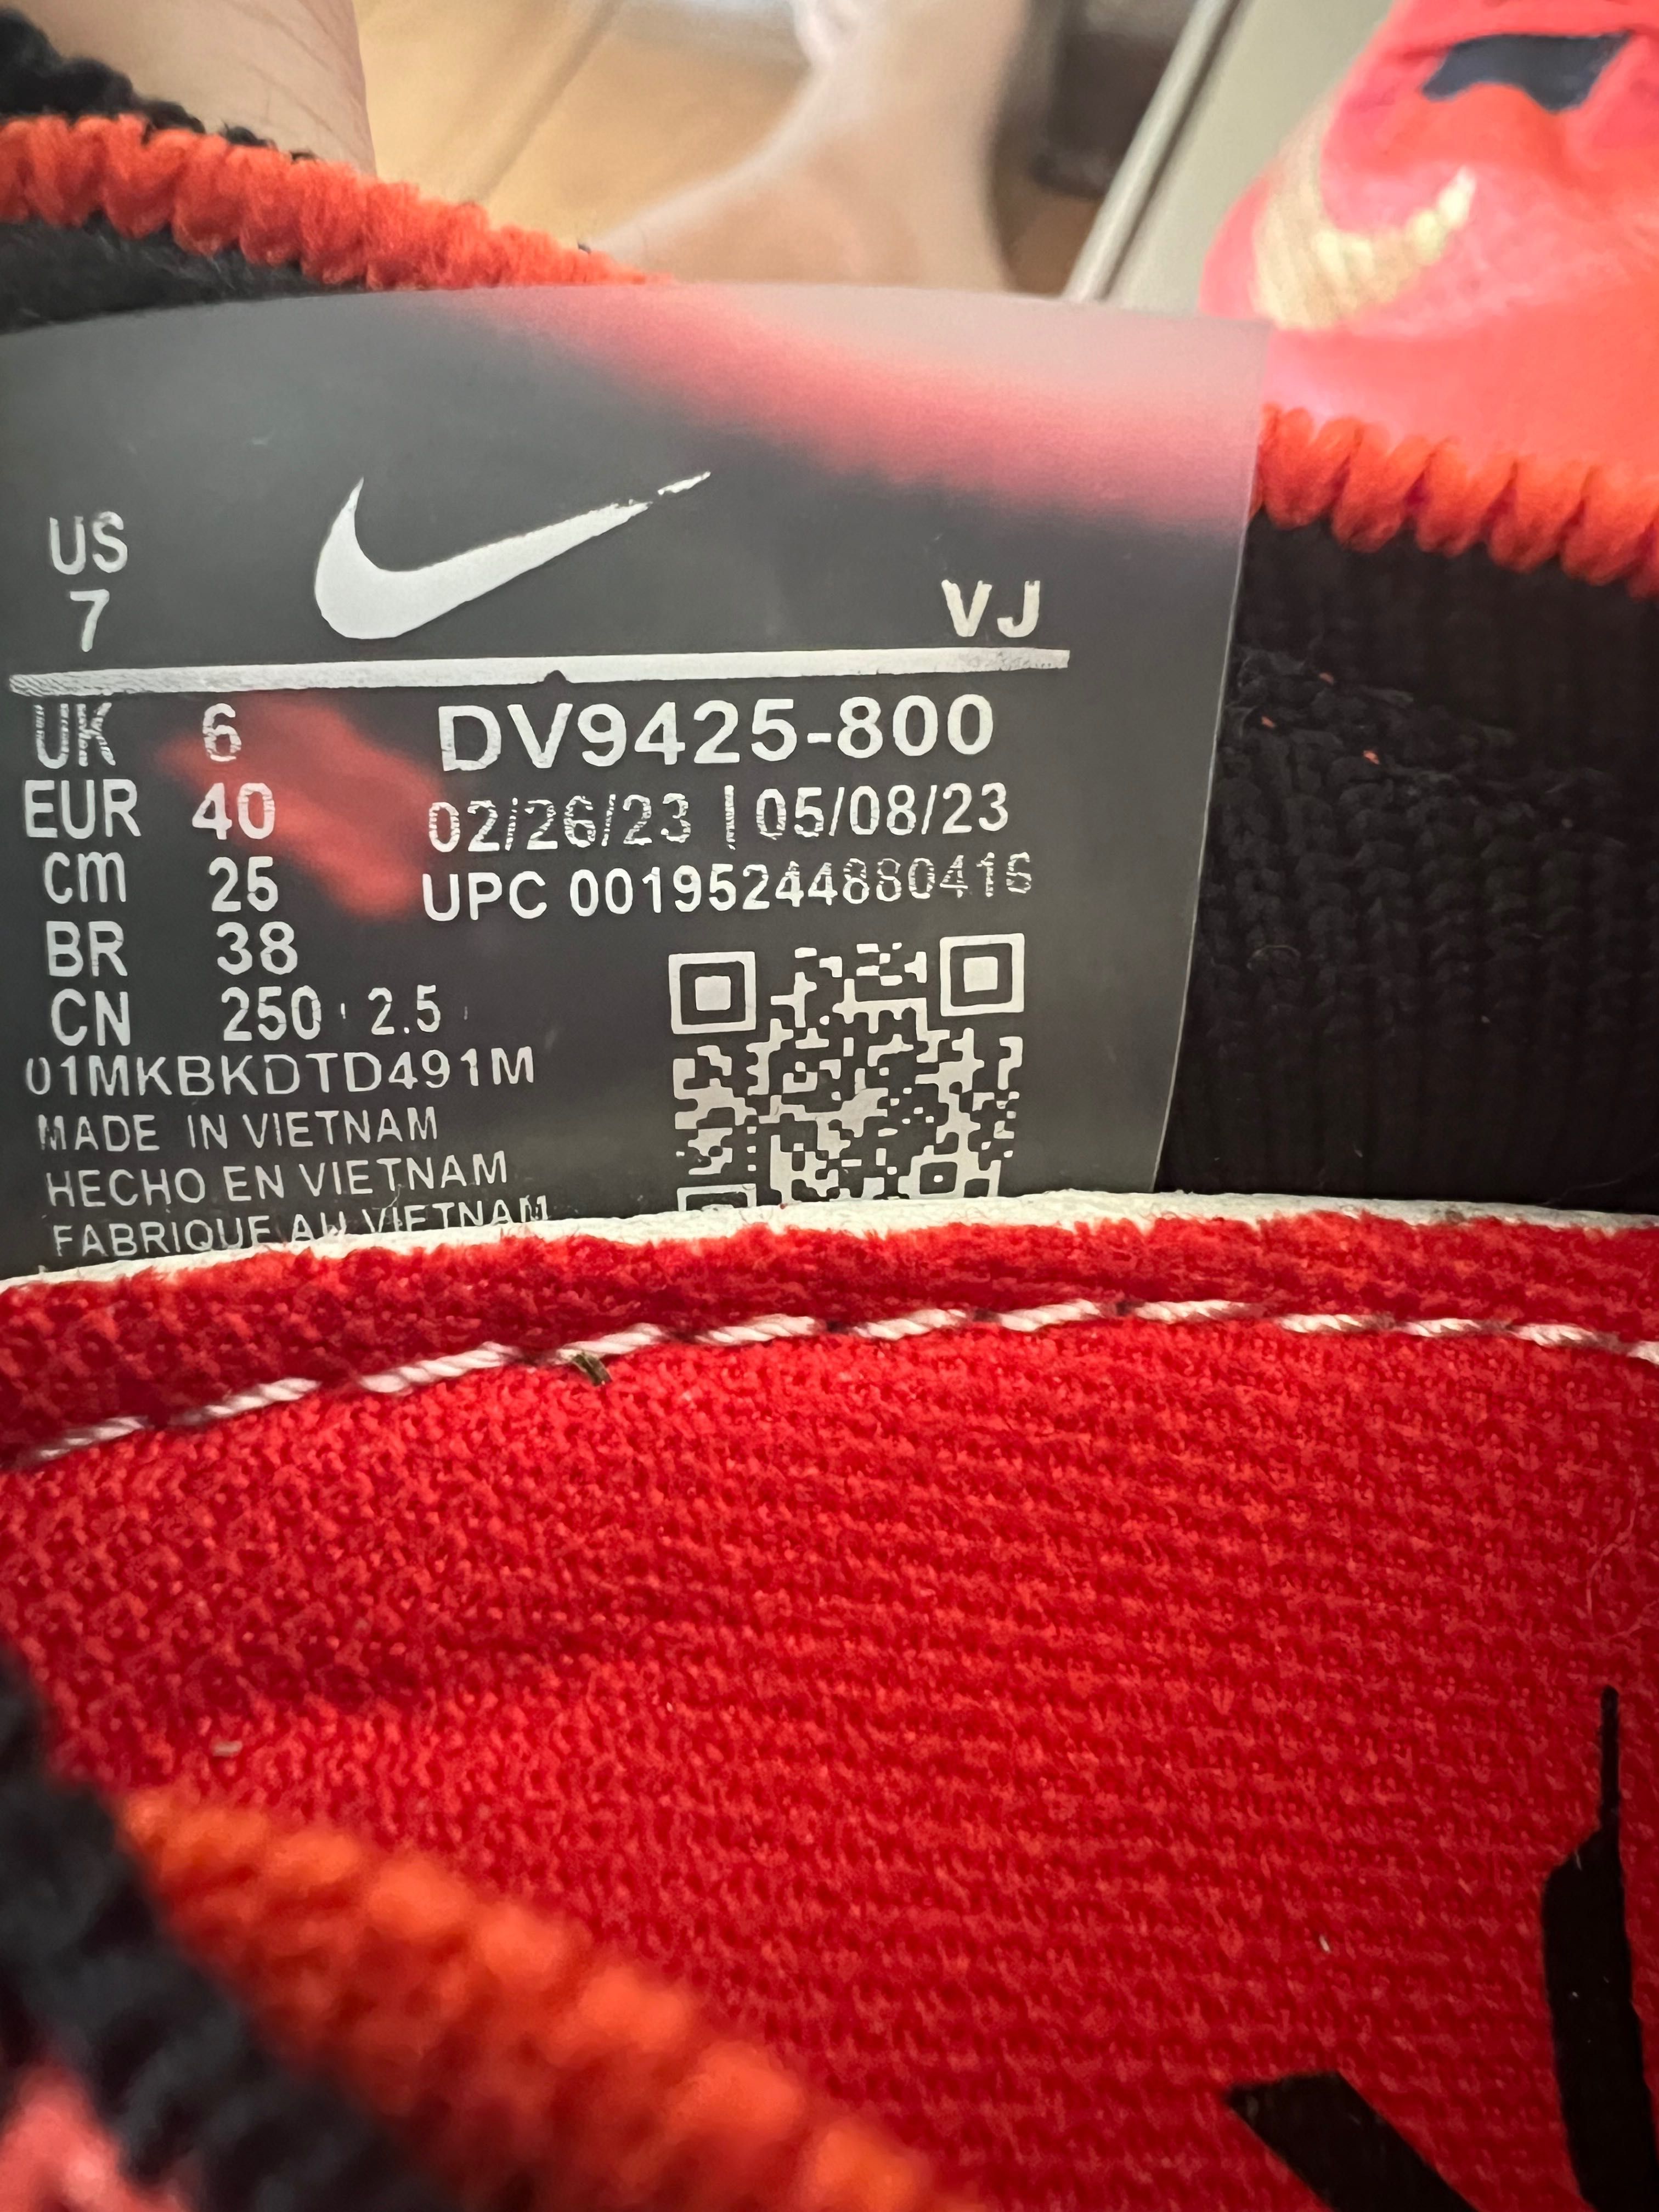 US
7
VJ
UK 6
DV9425-800
EUR 40
02/26/23 | 05/08/23
cm 25
UPC 00195244880416
BR 38
CN 250 2.5
01MKBKDTD491M
MADE IN VIETNAM
HECHO EN VIETNAM
FABRIQUE AU VIETNAM